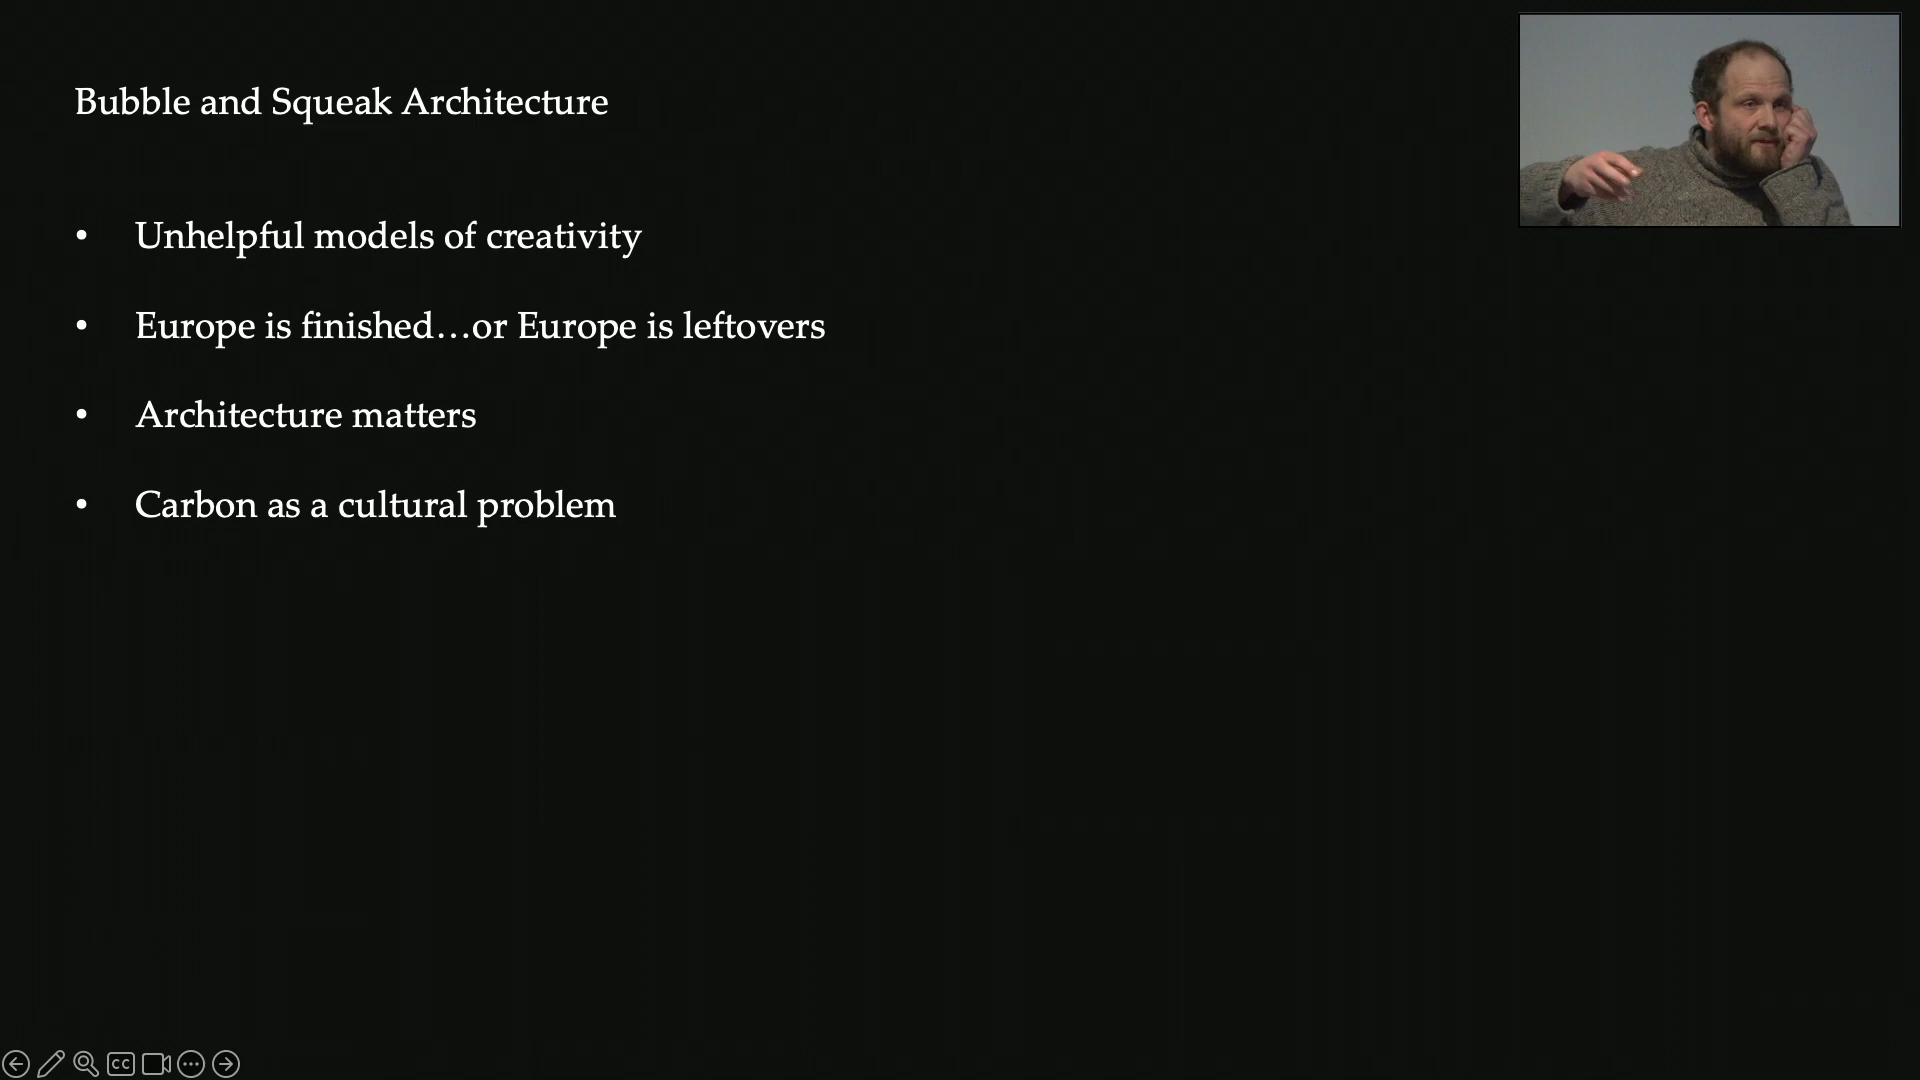 Bubble and Squeak Architecture
• Unhelpful models of creativity
• Europe is finished…or Europe is leftovers
• Architecture matters
• Carbon as a cultural problem
CC